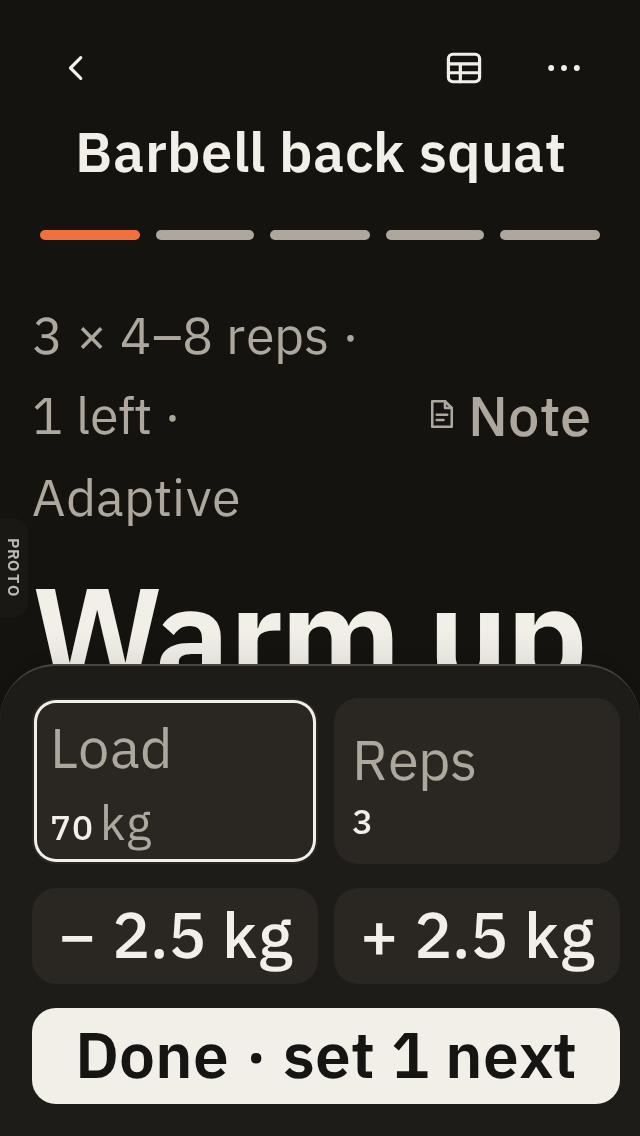 Barbell back squat
3 × 4–8 reps ·
1 left ·
Adaptive
Note
PROTO
Warm up
Load
70 kg
Reps
3
– 2.5 kg
+ 2.5 kg
Done · set 1 next